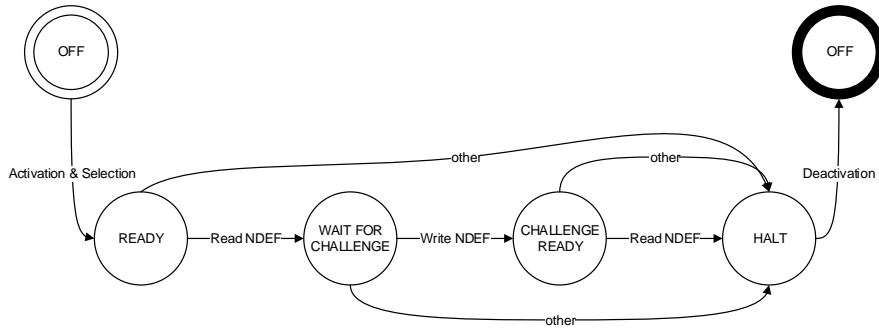 OFF
OFF
other
other
Activation & Selection
Deactivation
READY
Read NDEF
WAIT FOR
CHALLENGE
Write NDEF
CHALLENGE
READY
Read NDEF
HALT
other